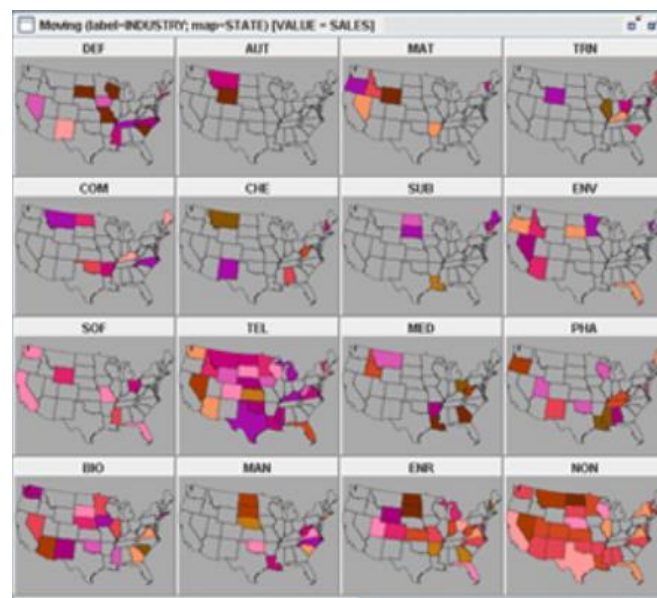 Moving (label=INDUSTRY; map=STATE) [VALUE = SALES]
DEF AUT MAT TRN
COM CHE SUB ENV
SOF TEL MED PHA
BIO MAN ENR NON